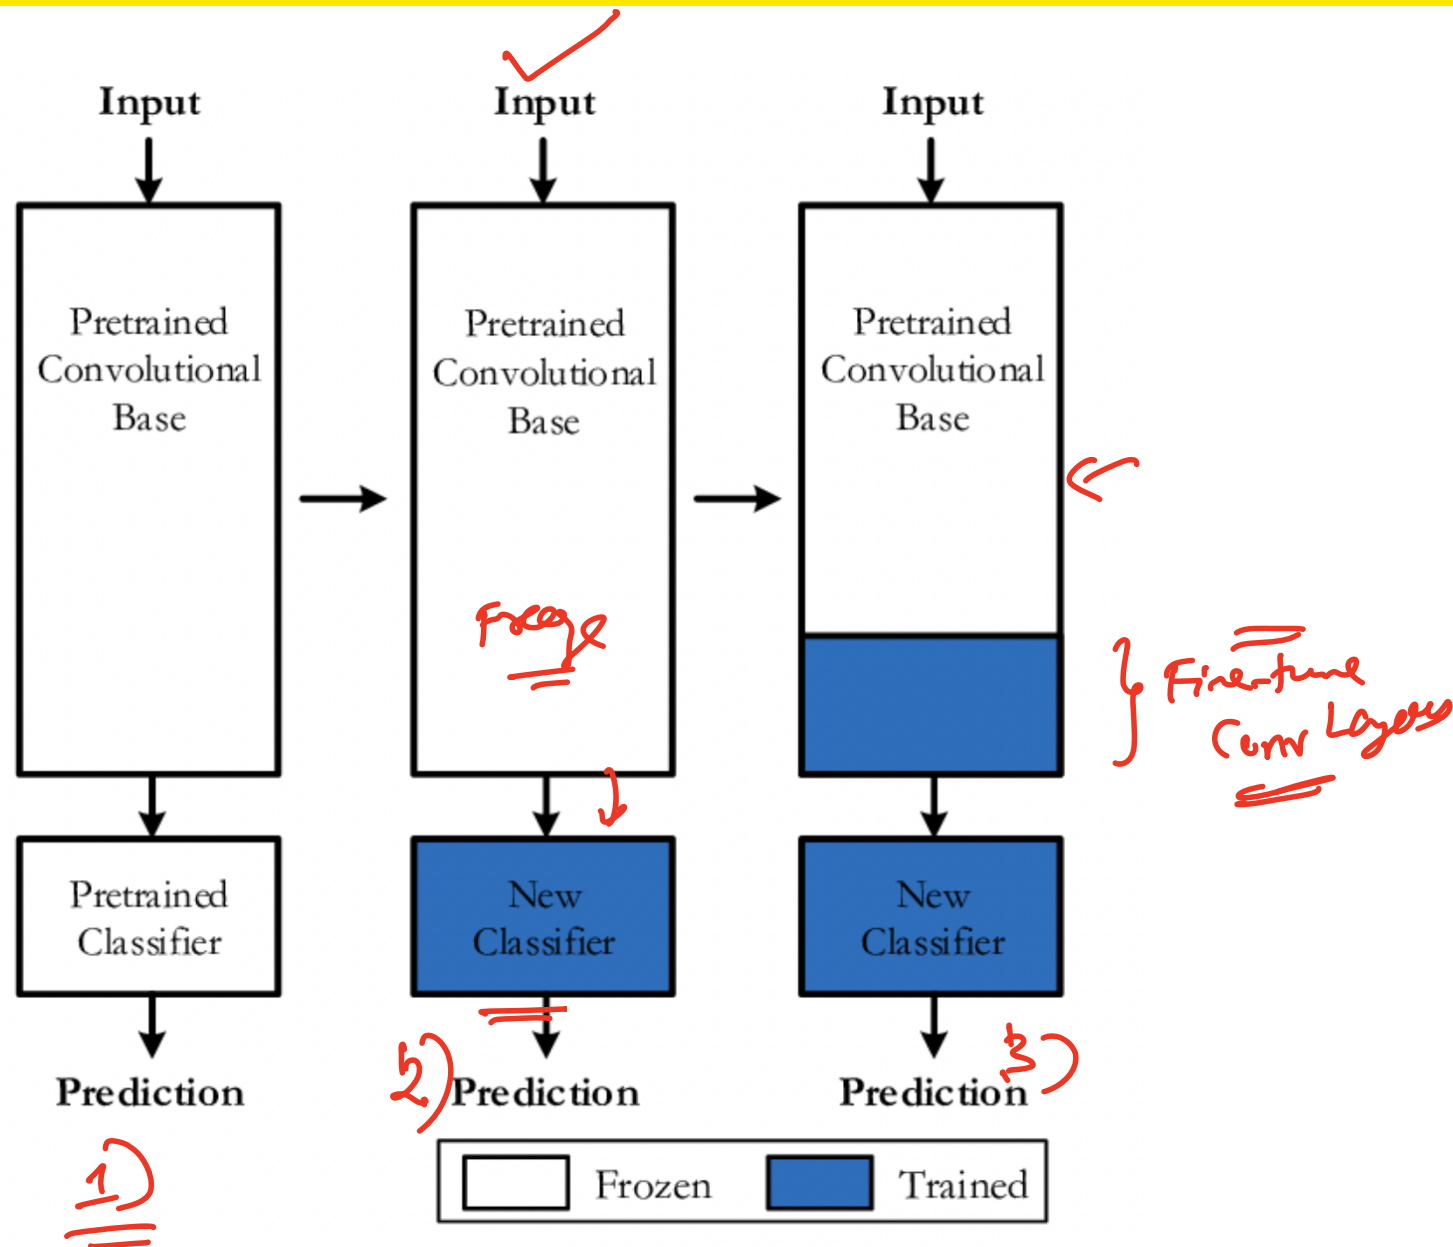 Input
Pretrained
Convolutional
Base
Pretrained
Classifier
Prediction
1)
Input
Pretrained
Convolutional
Base
Freeze
New
Classifier
2)
Prediction
Input
Pretrained
Convolutional
Base
Fine-tune
Conv Layers
New
Classifier
Prediction
3)
Frozen
Trained